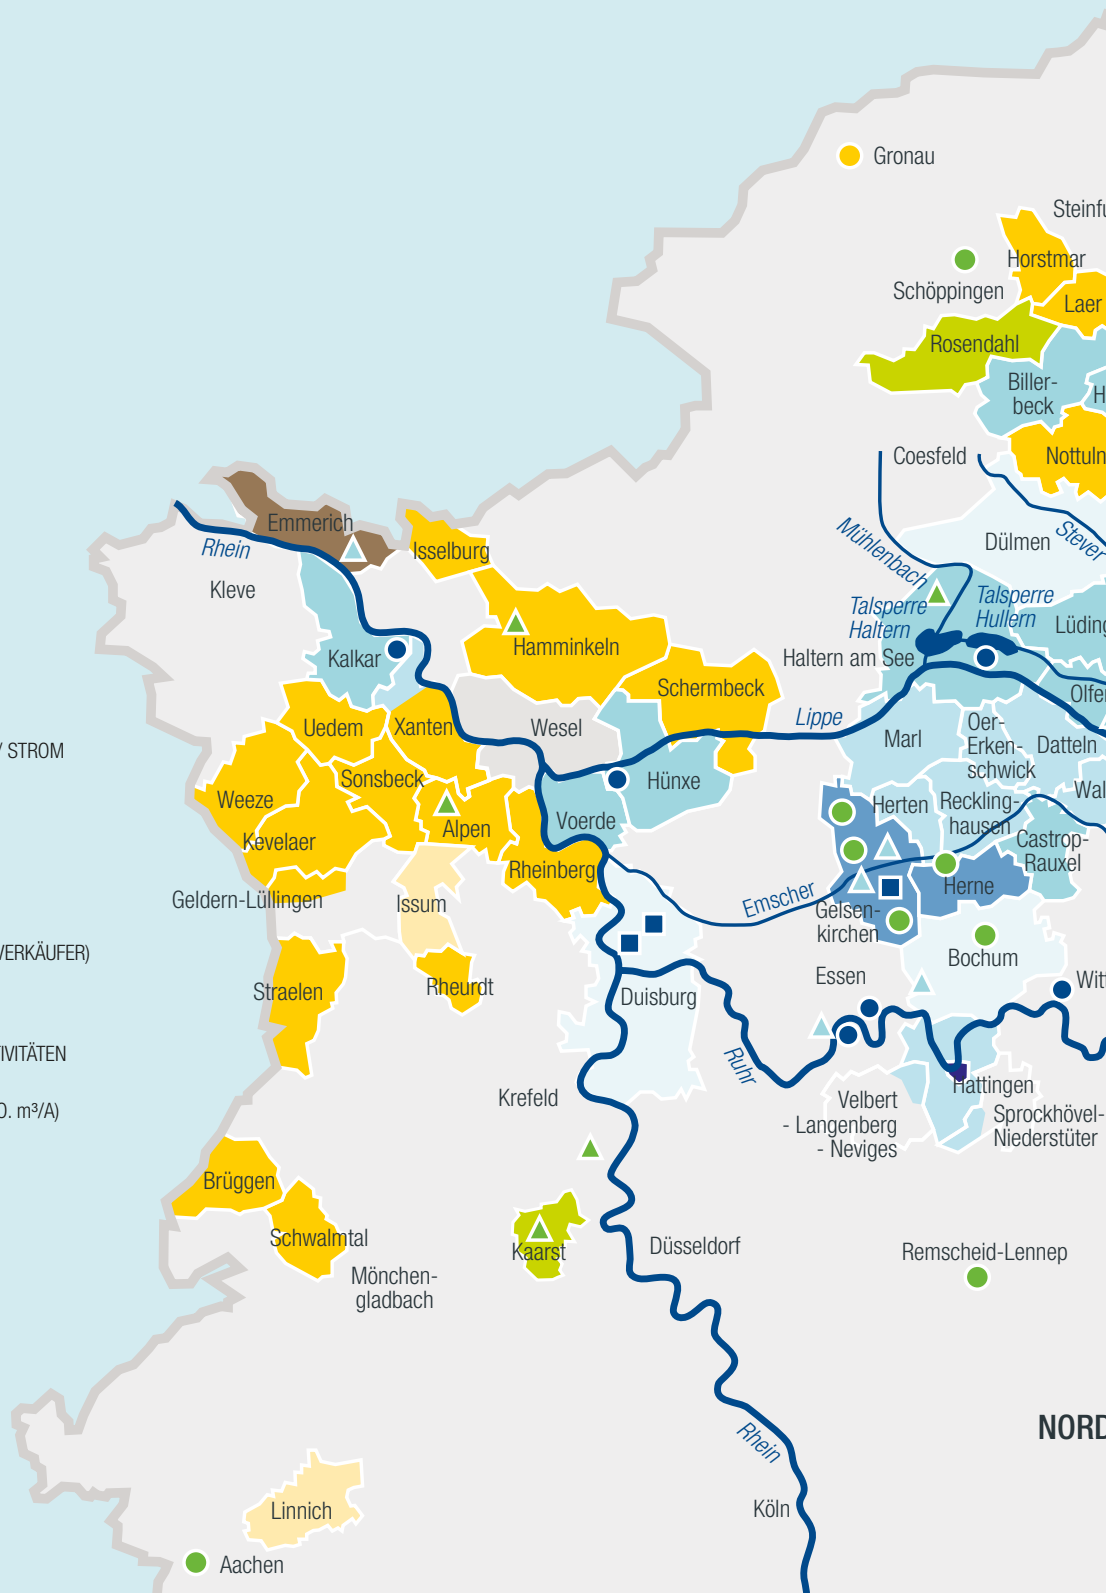 Gronau
Steinfu
Horstmar
Schöppingen
Laer
Rosendahl
Biller-
beck
H
Coesfeld
Nottuln
Mühlenbach
Stever
Dülmen
Emmerich
Rhein
Isselburg
Kleve
Talsperre
Haltern
Talsperre
Hullern
Lüding
Hamminkeln
Kalkar
Haltern am See
Schermbeck
Olfen
Uedem
Xanten
Wesel
Lippe
Marl
Oer-
Erken-
schwick
Datteln
/ STROM
Sonsbeck
Hünxe
Weeze
Wal
Herten
Reckling-
hausen
Alpen
Voerde
Kevelaer
Castrop-
Rauxel
Rheinberg
Herne
Geldern-Lüllingen
Issum
Emscher
Gelsen-
kirchen
VERKÄUFER)
Bochum
Essen
Straelen
Rheurdt
Duisburg
Witt
IVITÄTEN
Ruhr
Hattingen
Krefeld
O. m³/A)
Velbert
- Langenberg
- Neviges
Sprockhövel-
Niederstüter
Brüggen
Schwalmtal
Kaarst
Düsseldorf
Remscheid-Lennep
Mönchen-
gladbach
NORD
Rhein
Linnich
Köln
Aachen